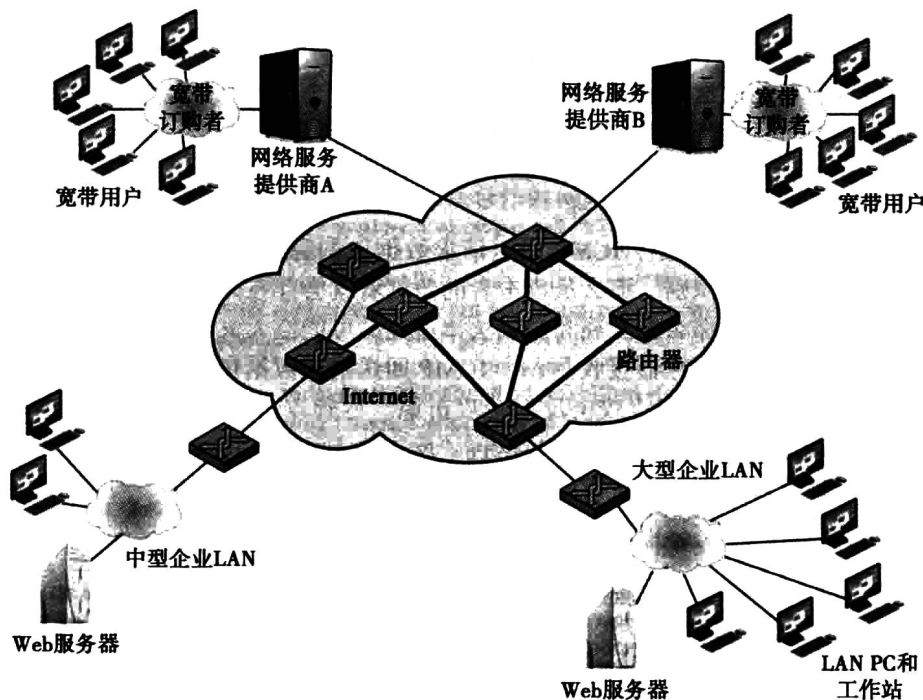 宽带
订购者
网络服务
提供商A
宽带用户
网络服务
提供商B
宽带
订购者
宽带用户
路由器
Internet
大型企业LAN
中型企业LAN
Web服务器
Web服务器
LAN PC和
工作站